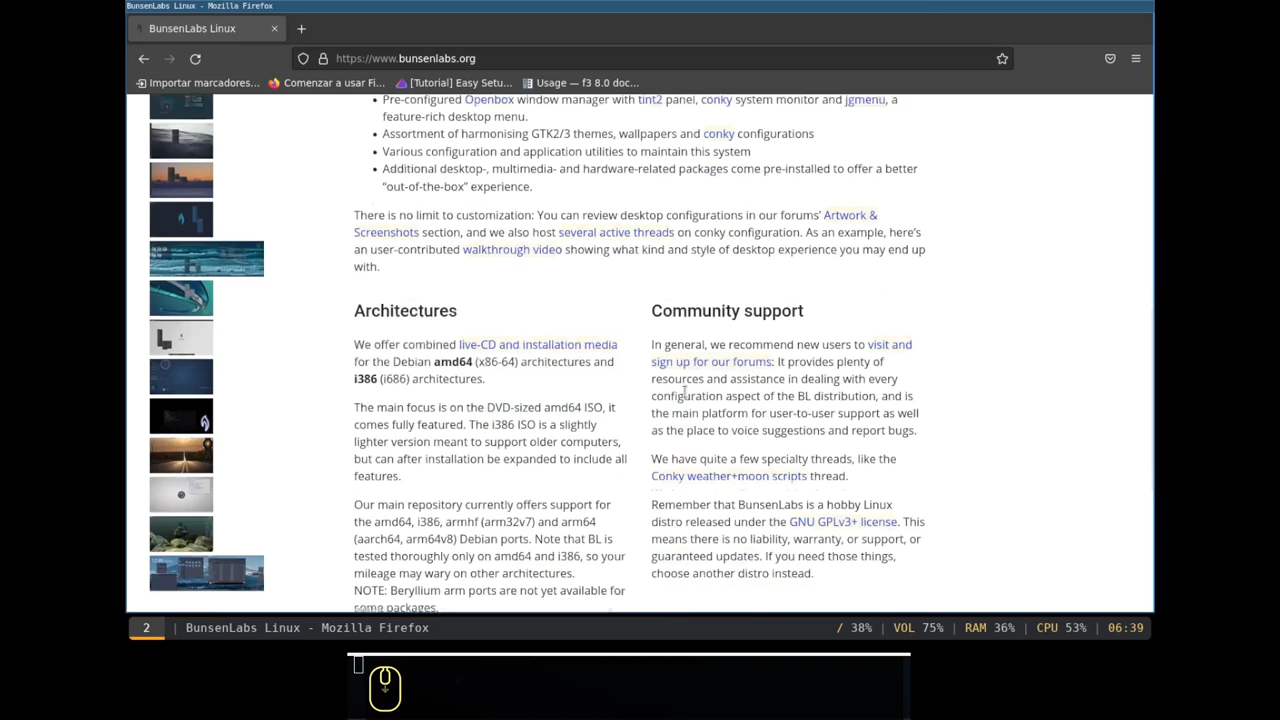 BunsenLabs Linux - Mozilla Firefox
BunsenLabs Linux
https://www.bunsenlabs.org
Importar marcadores...
Comenzar a usar Fi...
[Tutorial] Easy Setu...
Usage — f3 8.0 doc...
Pre-configured Openbox window manager with tint2 panel, conky system monitor and jgmenu, a
feature-rich desktop menu.
Assortment of harmonising GTK2/3 themes, wallpapers and conky configurations
Various configuration and application utilities to maintain this system
Additional desktop-, multimedia- and hardware-related packages come pre-installed to offer a better
“out-of-the-box” experience.
There is no limit to customization: You can review desktop configurations in our forums’ Artwork &
Screenshots section, and we also host several active threads on conky configuration. As an example, here’s
an user-contributed walkthrough video showing what kind and style of desktop experience you may end up
with.
Architectures
We offer combined live-CD and installation media
for the Debian amd64 (x86-64) architectures and
i386 (i686) architectures.
The main focus is on the DVD-sized amd64 ISO, it
comes fully featured. The i386 ISO is a slightly
lighter version meant to support older computers,
but can after installation be expanded to include all
features.
Our main repository currently offers support for
the amd64, i386, armhf (arm32v7) and arm64
(aarch64, arm64v8) Debian ports. Note that BL is
tested thoroughly only on amd64 and i386, so your
mileage may vary on other architectures.
NOTE: Beryllium arm ports are not yet available for
some packages.
Community support
In general, we recommend new users to visit and
sign up for our forums: It provides plenty of
resources and assistance in dealing with every
configuration aspect of the BL distribution, and is
the main platform for user-to-user support as well
as the place to voice suggestions and report bugs.
We have quite a few specialty threads, like the
Conky weather+moon scripts thread.
Remember that BunsenLabs is a hobby Linux
distro released under the GNU GPLv3+ license. This
means there is no liability, warranty, or support, or
guaranteed updates. If you need those things,
choose another distro instead.
2 | BunsenLabs Linux - Mozilla Firefox
/ 38% | VOL 75% | RAM 36% | CPU 53% | 06:39